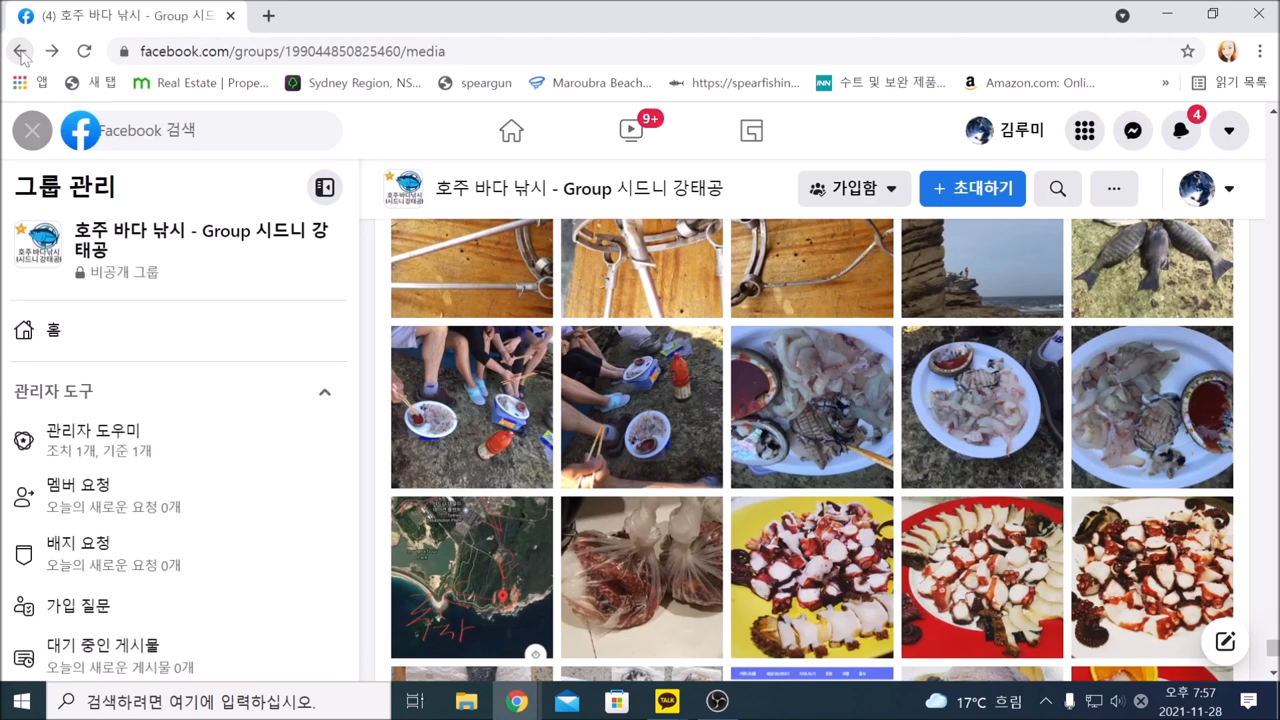 (4) 호주 바다 낚시 - Group 시드
facebook.com/groups/199044850825460/media
앱
새 탭
Real Estate | Prope...
Sydney Region, NS...
speargun
Maroubra Beach...
https://spearfishin...
수트 및 보완 제품...
Amazon.com: Onli...
»
읽기 목록
Facebook 검색
9+
김루미
4
그룹 관리
호주 바다 낚시 - Group 시드니 강태공
가입함
+ 초대하기
...
호주 바다 낚시 - Group 시드니 강
태공
비공개 그룹
홈
관리자 도구
관리자 도우미
조치 1개, 기준 1개
멤버 요청
오늘의 새로운 요청 0개
배지 요청
오늘의 새로운 요청 0개
가입 질문
대기 중인 게시물
오늘의 새로운 게시물 0개
주차
검색하려면 여기에 입력하십시오.
TALK
17°C 흐림
오후 7:57
2021-11-28